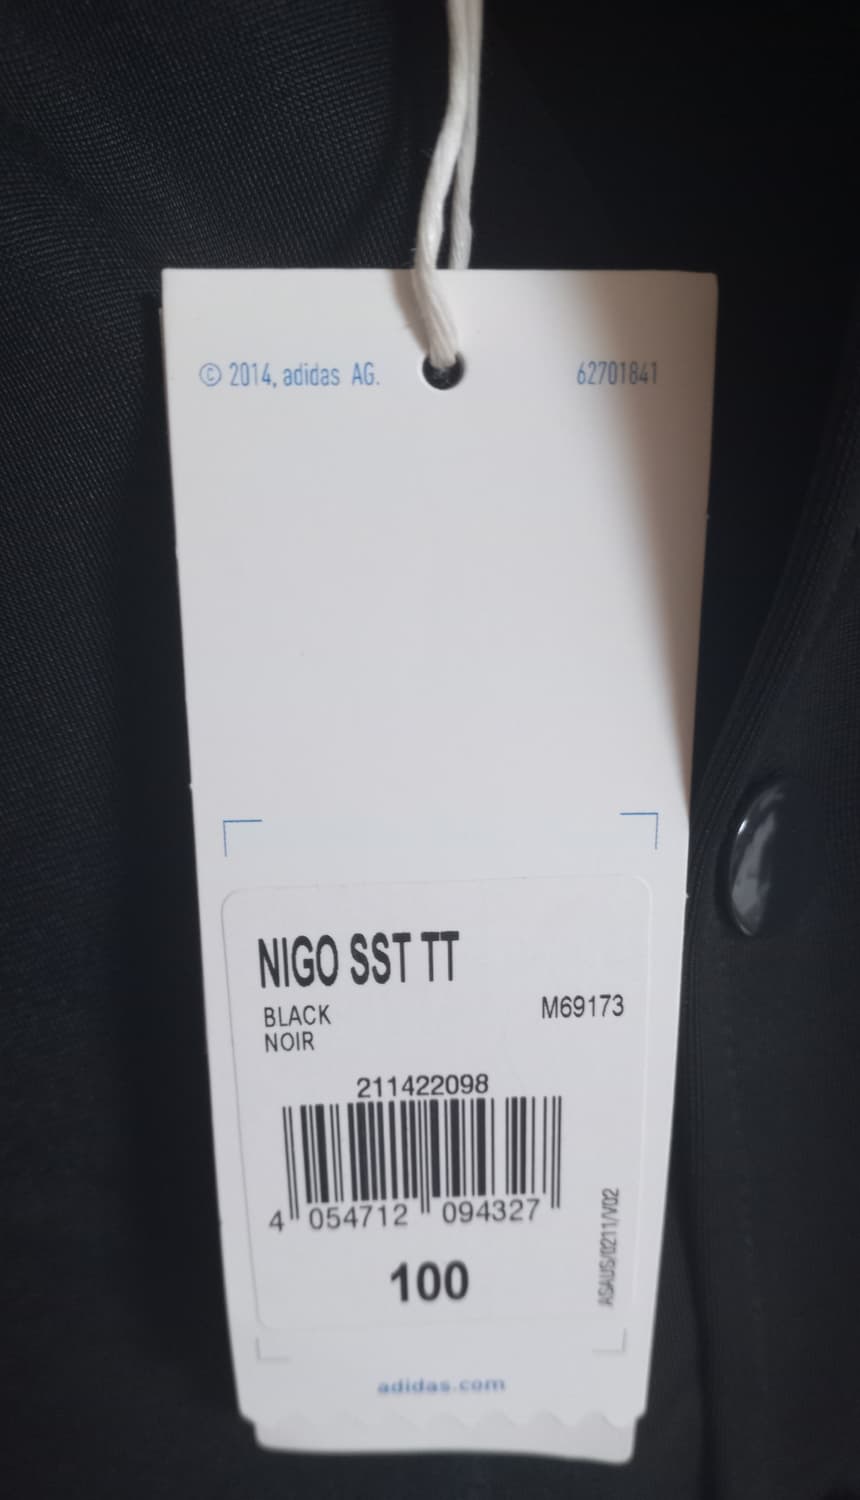 © 2014, adidas AG.
62701841
NIGO SST TT
BLACK
NOIR
M69173
211422098
4 054712 094327
100
ASAUS/0211/V02
adidas.com